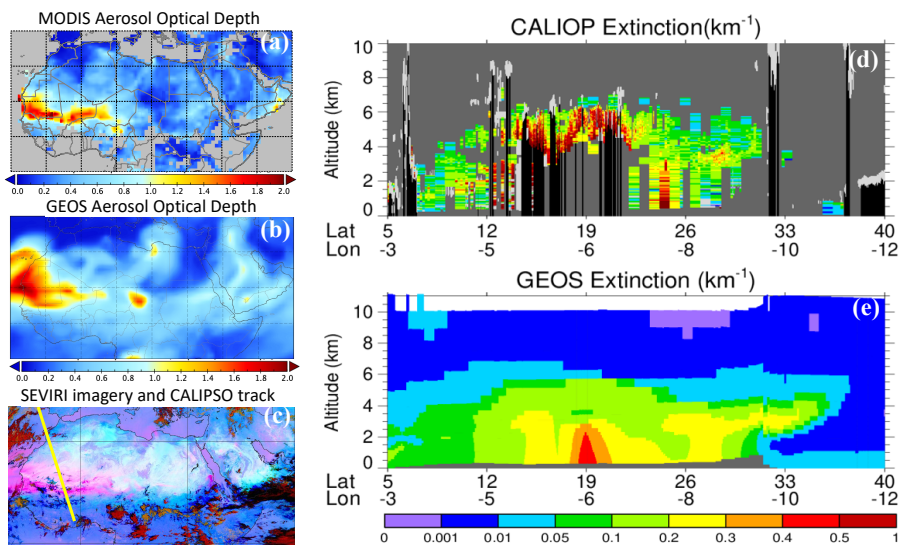 MODIS Aerosol Optical Depth
(a)
0.0 0.2 0.4 0.6 0.8 1.0 1.2 1.4 1.6 1.8 2.0
GEOS Aerosol Optical Depth
(b)
0.0 0.2 0.4 0.6 0.8 1.0 1.2 1.4 1.6 1.8 2.0
SEVIRI imagery and CALIPSO track
(c)
CALIOP Extinction(km-1)
(d)
Altitude (km)
10
8
6
4
2
0
Lat 5 12 19 26 33 40
Lon -3 -5 -6 -8 -10 -12
GEOS Extinction (km-1)
(e)
Altitude (km)
10
8
6
4
2
0
Lat 5 12 19 26 33 40
Lon -3 -5 -6 -8 -10 -12
0 0.001 0.01 0.05 0.1 0.2 0.3 0.4 0.5 1